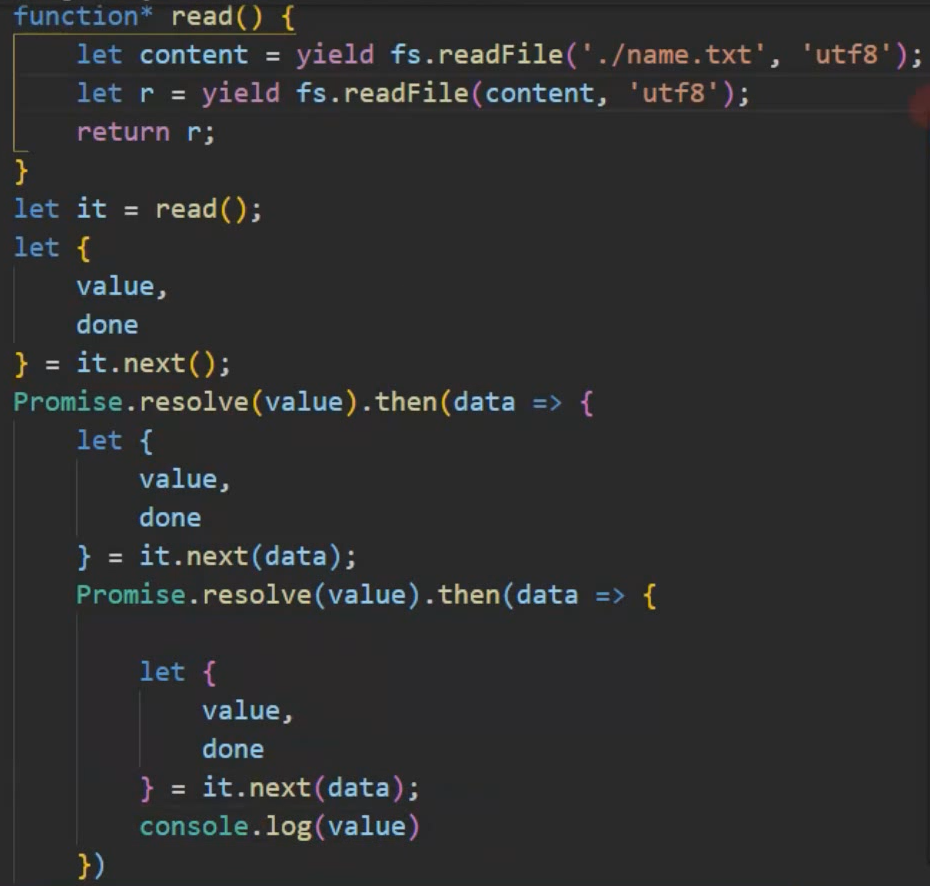 function* read() {
    let content = yield fs.readFile('./name.txt', 'utf8');
    let r = yield fs.readFile(content, 'utf8');
    return r;
}
let it = read();
let {
    value,
    done
} = it.next();
Promise.resolve(value).then(data => {
    let {
        value,
        done
    } = it.next(data);
    Promise.resolve(value).then(data => {

        let {
            value,
            done
        } = it.next(data);
        console.log(value)
    })